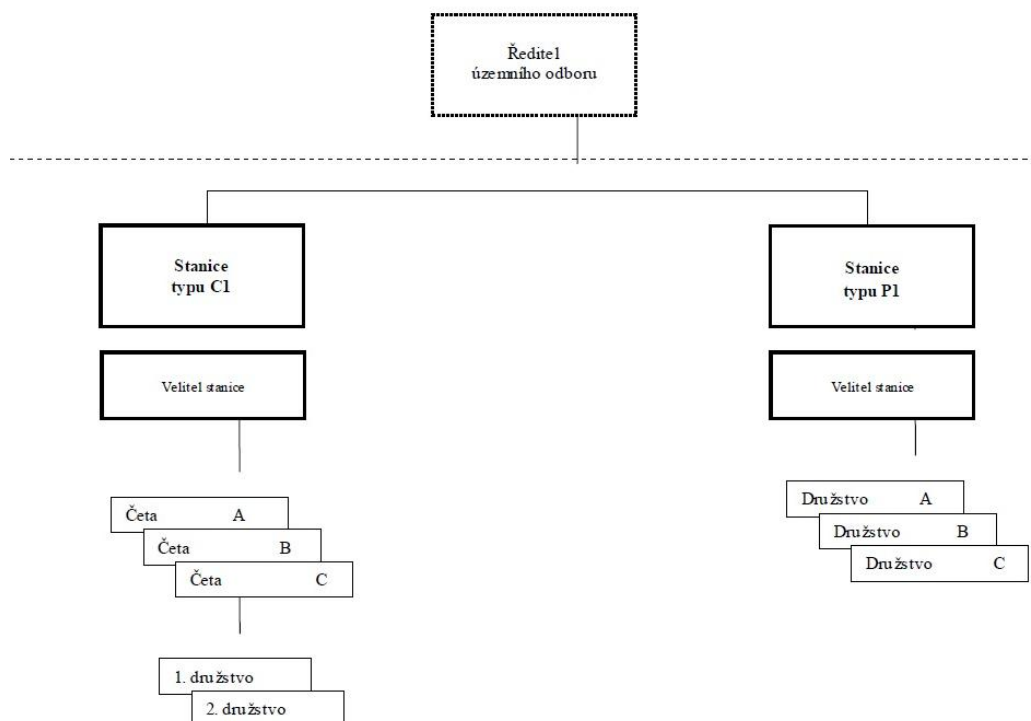 Ředitel
územního odboru
Stanice
typu C1
Stanice
typu P1
Velitel stanice
Velitel stanice
Četa A
Četa B
Četa C
Družstvo A
Družstvo B
Družstvo C
1. družstvo
2. družstvo